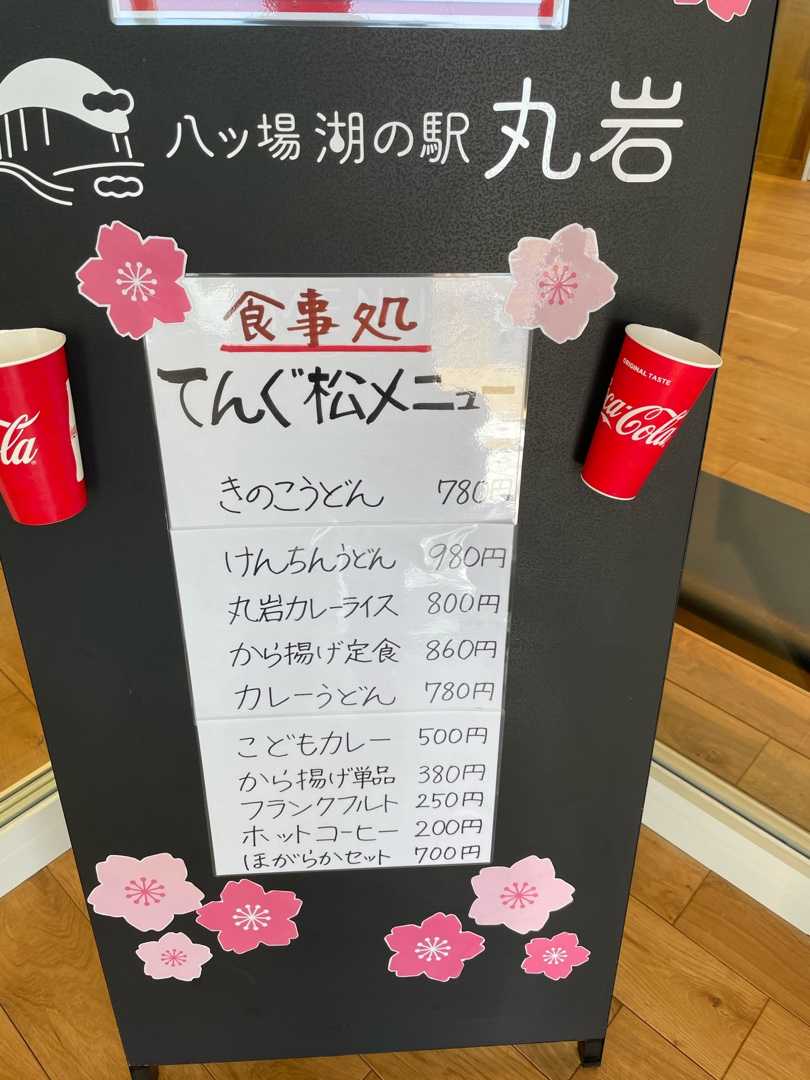 八ッ場 湖の駅 丸岩
食事処
てんぐ松メニュー
きのこうどん 780円
けんちんうどん 980円
丸岩カレーライス 800円
から揚げ定食 860円
カレーうどん 780円
こどもカレー 500円
から揚げ単品 380円
フランクフルト 250円
ホットコーヒー 200円
ほがらかセット 700円
ORIGINAL TASTE
Coca-Cola